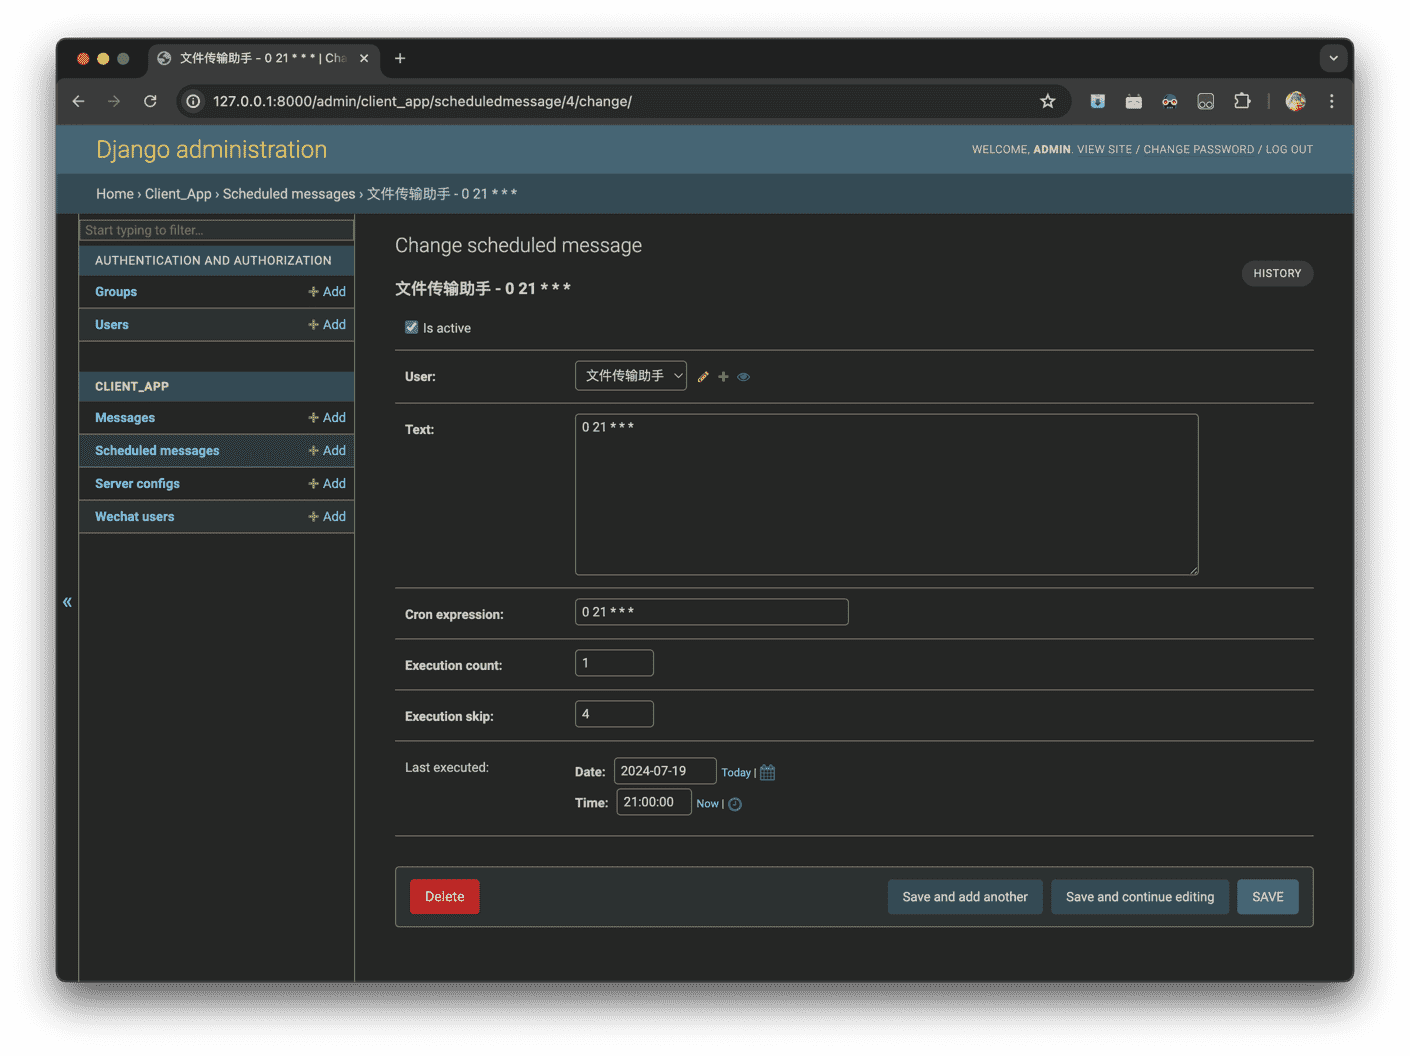 文件传输助手 - 0 21 * * * | Cha
127.0.0.1:8000/admin/client_app/scheduledmessage/4/change/
Django administration
WELCOME, ADMIN. VIEW SITE / CHANGE PASSWORD / LOG OUT
Home › Client_App › Scheduled messages › 文件传输助手 - 0 21 * * *
Start typing to filter...
AUTHENTICATION AND AUTHORIZATION
Groups Add
Users Add
CLIENT_APP
Messages Add
Scheduled messages Add
Server configs Add
Wechat users Add
«
Change scheduled message
HISTORY
文件传输助手 - 0 21 * * *
Is active
User: 文件传输助手
Text: 0 21 * * *
Cron expression: 0 21 * * *
Execution count: 1
Execution skip: 4
Last executed: Date: 2024-07-19 Today |
Time: 21:00:00 Now |
Delete Save and add another Save and continue editing SAVE